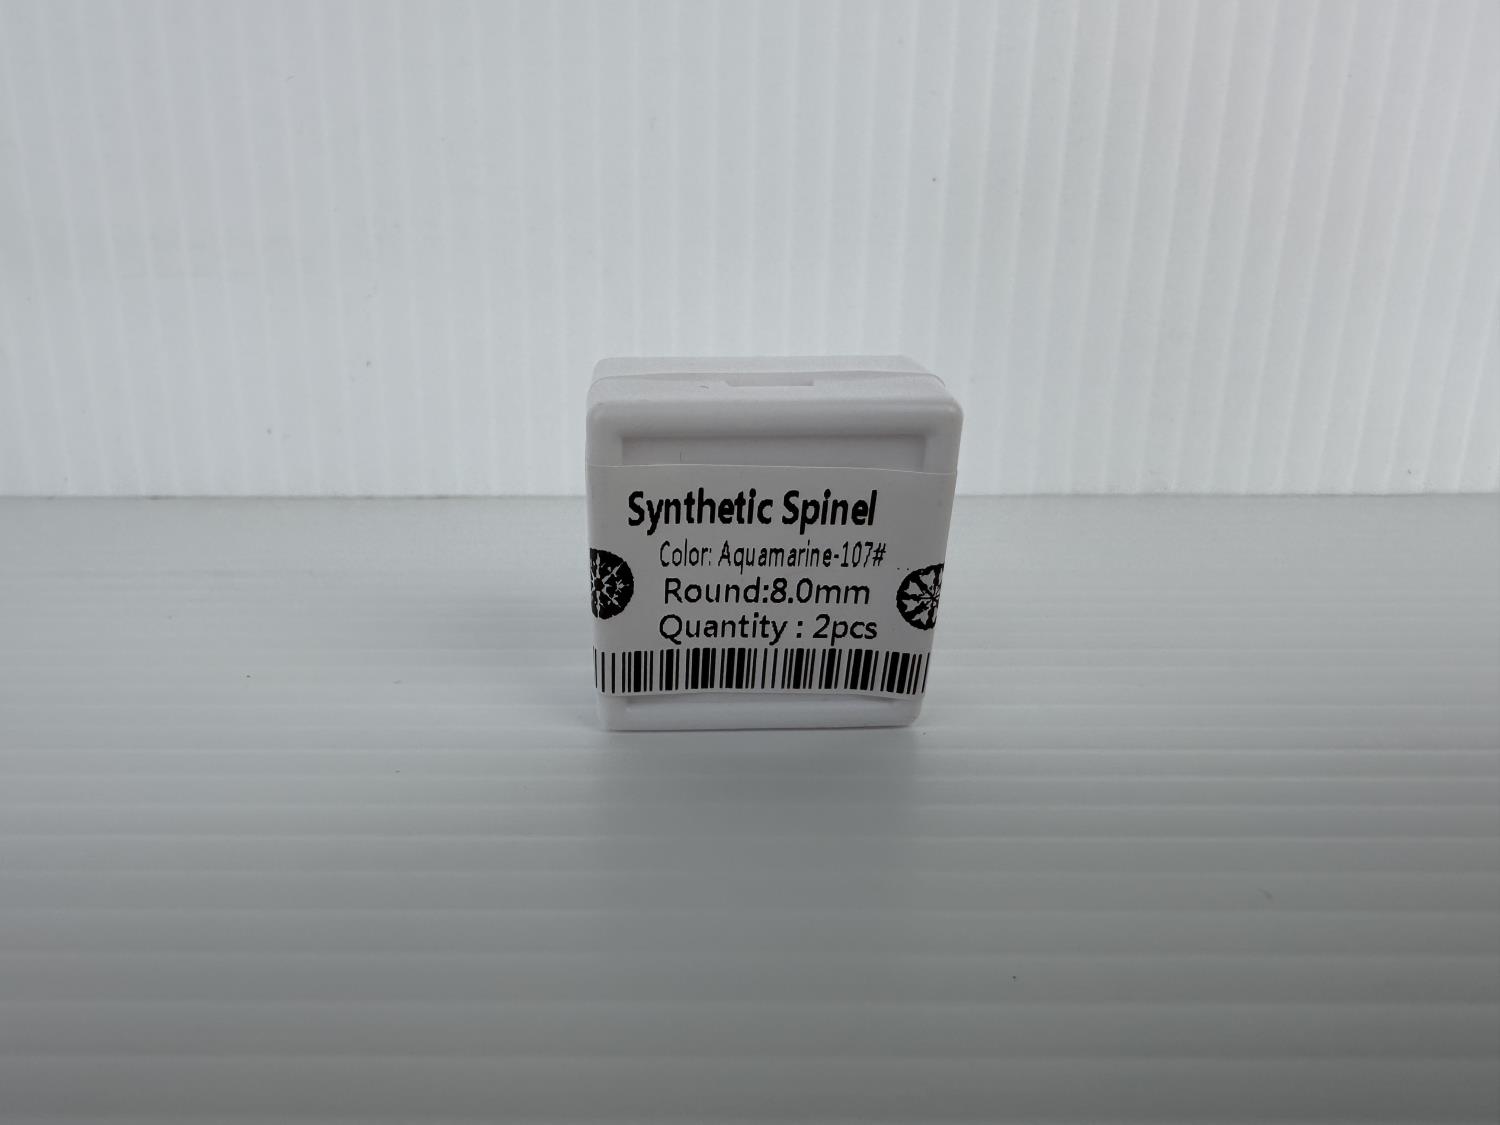 Synthetic Spinel
Color: Aquamarine-107#
Round:8.0mm
Quantity : 2pcs